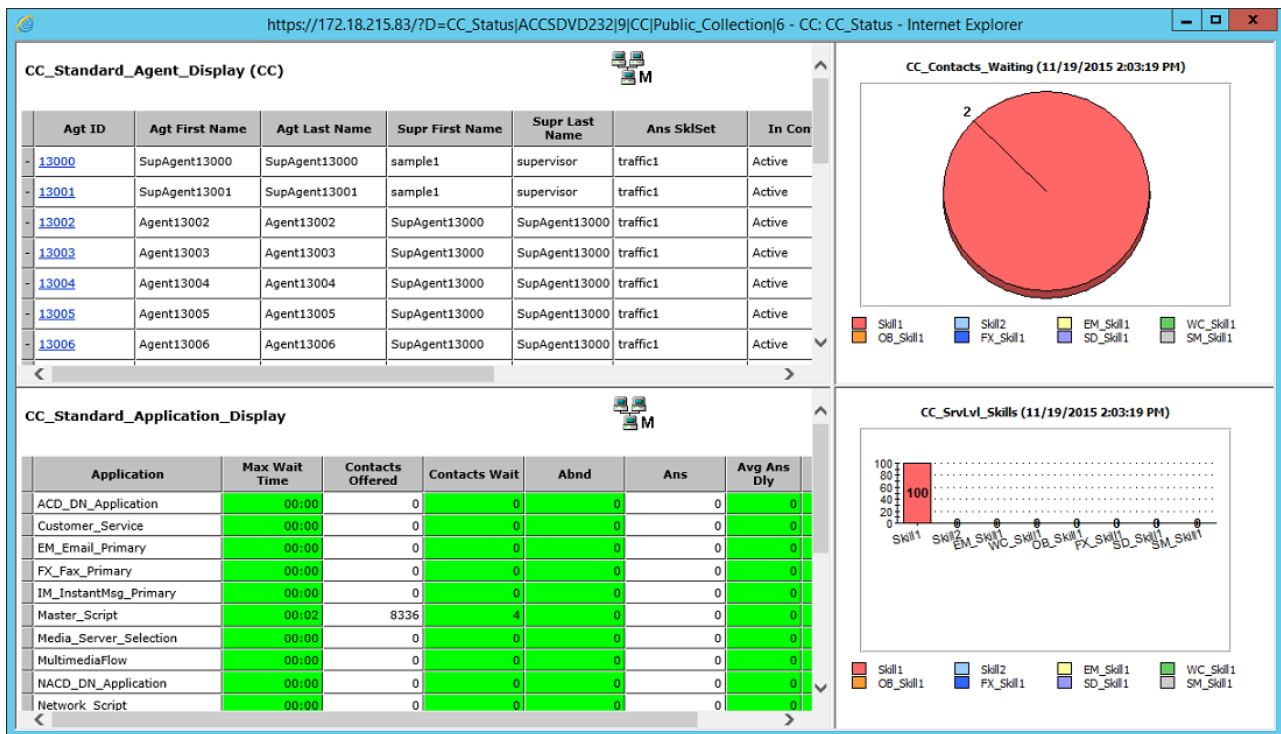 https://172.18.215.83/?D=CC_Status|ACCSDVD232|9|CC|Public_Collection|6 - CC: CC_Status - Internet Explorer
CC_Standard_Agent_Display (CC)
M
Agt ID Agt First Name Agt Last Name Supr First Name Supr Last Name Ans SklSet In Con
- 13000 SupAgent13000 SupAgent13000 sample1 supervisor traffic1 Active
- 13001 SupAgent13001 SupAgent13001 sample1 supervisor traffic1 Active
- 13002 Agent13002 Agent13002 SupAgent13000 SupAgent13000 traffic1 Active
- 13003 Agent13003 Agent13003 SupAgent13000 SupAgent13000 traffic1 Active
- 13004 Agent13004 Agent13004 SupAgent13000 SupAgent13000 traffic1 Active
- 13005 Agent13005 Agent13005 SupAgent13000 SupAgent13000 traffic1 Active
- 13006 Agent13006 Agent13006 SupAgent13000 SupAgent13000 traffic1 Active
CC_Contacts_Waiting (11/19/2015 2:03:19 PM)
2
Skill1 Skill2 EM_Skill1 WC_Skill1
OB_Skill1 FX_Skill1 SD_Skill1 SM_Skill1
CC_Standard_Application_Display
M
Application Max Wait Time Contacts Offered Contacts Wait Abnd Ans Avg Ans Dly
ACD_DN_Application 00:00 0 0 0 0 0
Customer_Service 00:00 0 0 0 0 0
EM_Email_Primary 00:00 0 0 0 0 0
FX_Fax_Primary 00:00 0 0 0 0 0
IM_InstantMsg_Primary 00:00 0 0 0 0 0
Master_Script 00:02 8336 4 0 0 0
Media_Server_Selection 00:00 0 0 0 0 0
MultimediaFlow 00:00 0 0 0 0 0
NACD_DN_Application 00:00 0 0 0 0 0
Network_Script 00:00 0 0 0 0 0
CC_SrvLvl_Skills (11/19/2015 2:03:19 PM)
100
80
60
40
20
0
100 0 0 0 0 0 0 0
Skill1 Skill2 EM_Skill1 WC_Skill1 OB_Skill1 FX_Skill1 SD_Skill1 SM_Skill1
Skill1 Skill2 EM_Skill1 WC_Skill1
OB_Skill1 FX_Skill1 SD_Skill1 SM_Skill1